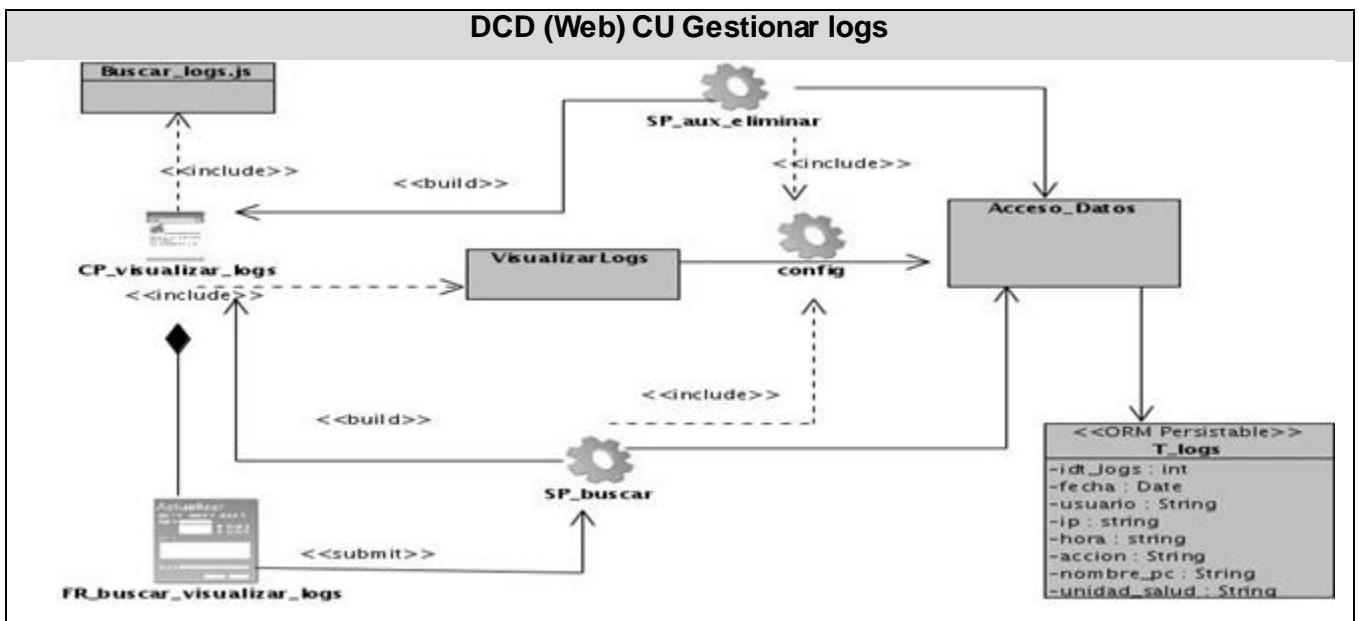 DCD (Web) CU Gestionar logs
Buscar_logs.js
SP_aux_eliminar
<<include>>
<<include>>
<<build>>
Acceso_Datos
CP_visualizar_logs
VisualizarLogs
config
<<include>>
<<include>>
<<build>>
SP_buscar
<<ORM Persistable>>
T_logs
-idt_logs : int
-fecha : Date
-usuario : String
-ip : string
-hora : string
-accion : String
-nombre_pc : String
-unidad_salud : String
Actualizar
<<submit>>
FR_buscar_visualizar_logs